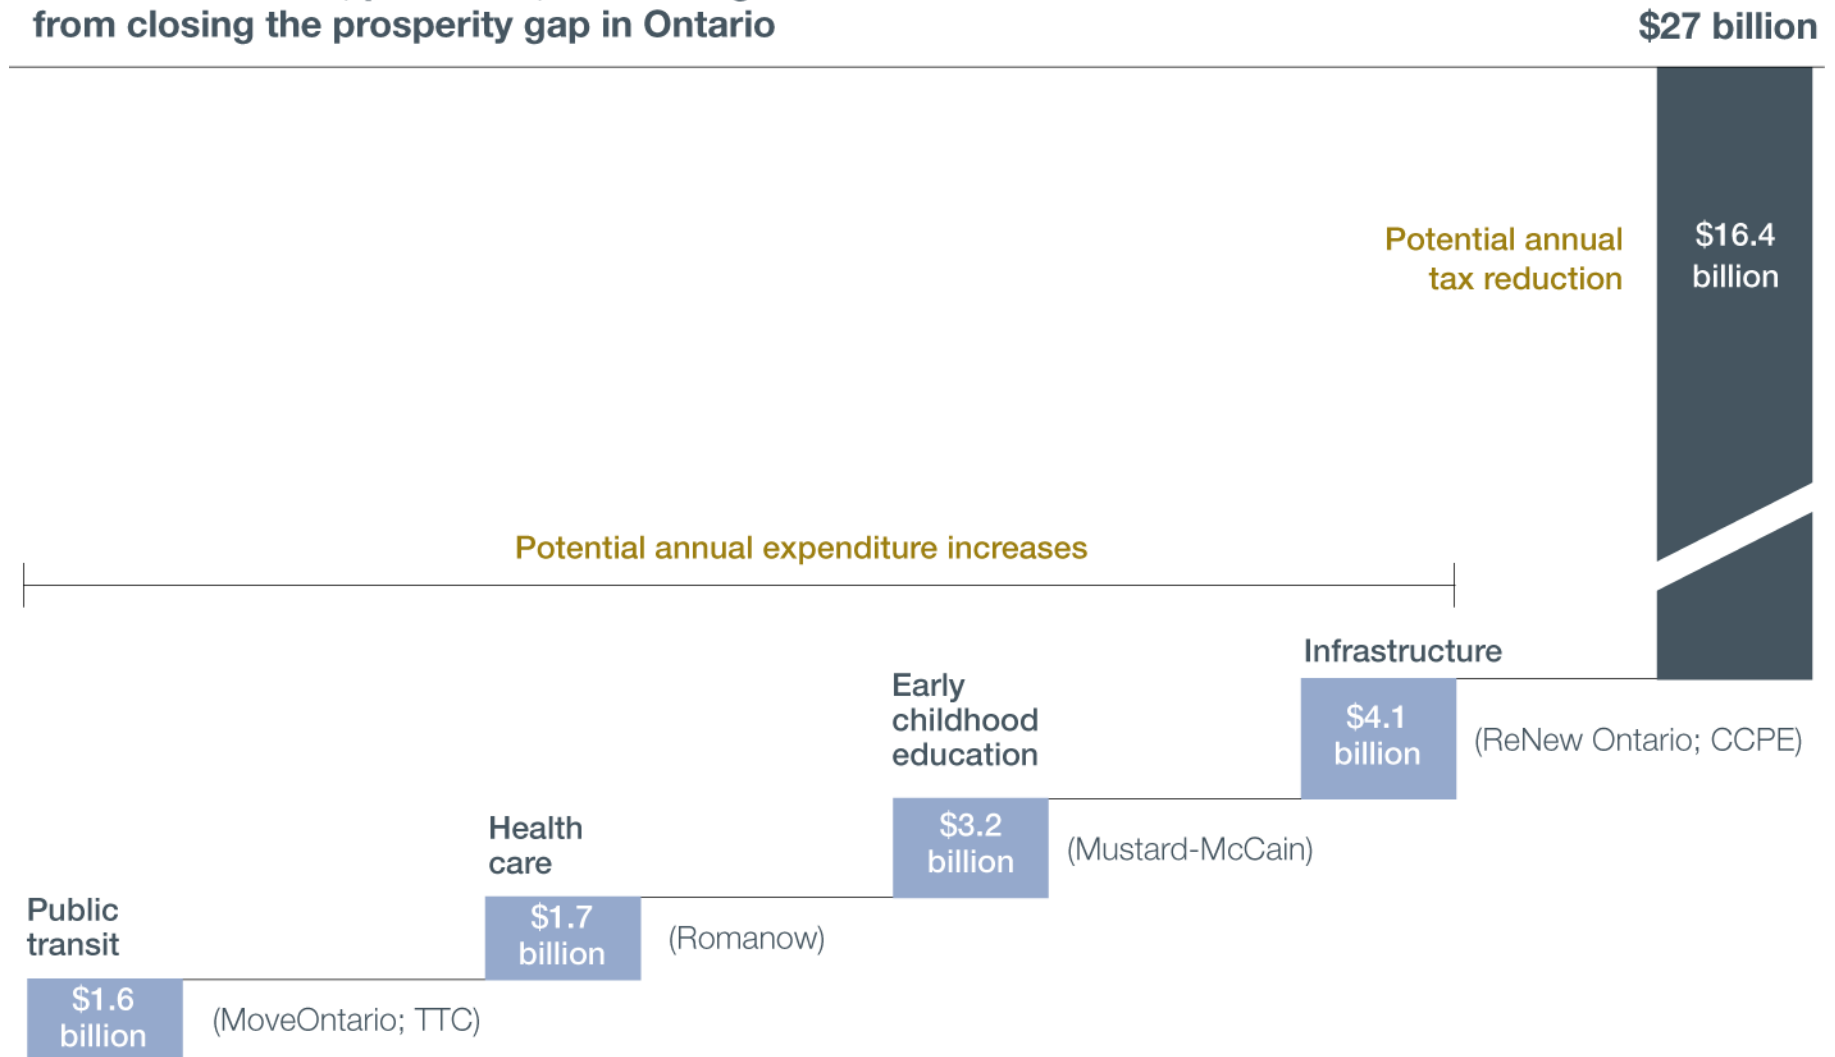 from closing the prosperity gap in Ontario
$27 billion
Potential annual
tax reduction
$16.4
billion
Potential annual expenditure increases
Infrastructure
$4.1
billion
(ReNew Ontario; CCPE)
Early
childhood
education
$3.2
billion
(Mustard-McCain)
Health
care
$1.7
billion
(Romanow)
Public
transit
$1.6
billion
(MoveOntario; TTC)